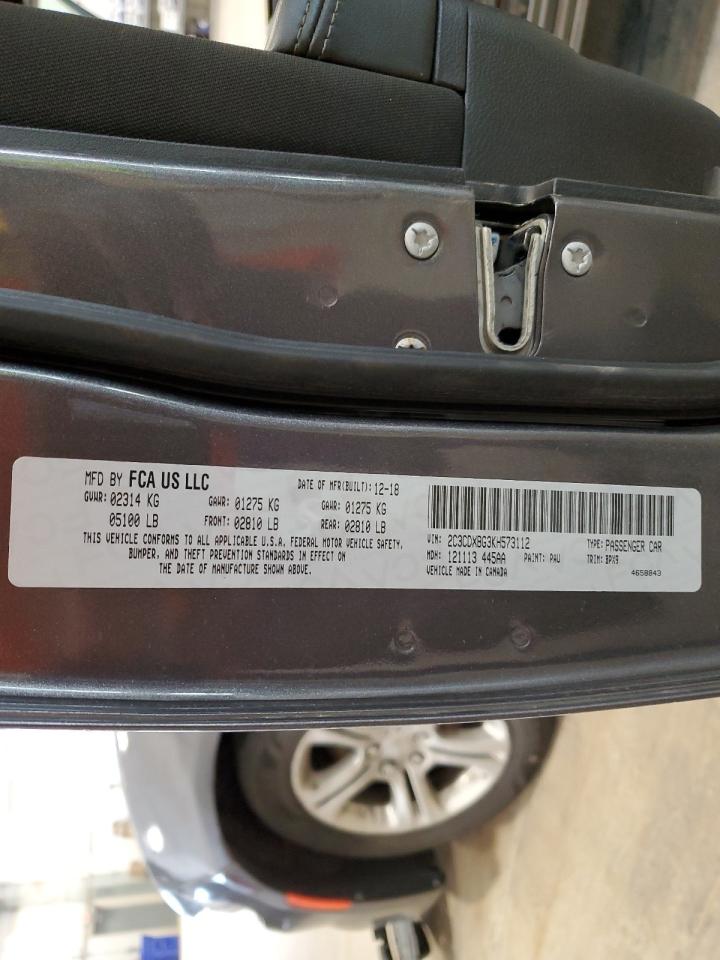 MFD BY FCA US LLC DATE OF MFR(BUILT): 12-18
GVWR: 02314 KG GAWR: 01275 KG GAWR: 01275 KG
05100 LB FRONT: 02810 LB REAR: 02810 LB
THIS VEHICLE CONFORMS TO ALL APPLICABLE U.S.A. FEDERAL MOTOR VEHICLE SAFETY,
BUMPER, AND THEFT PREVENTION STANDARDS IN EFFECT ON
THE DATE OF MANUFACTURE SHOWN ABOVE.
VIN: 2C3CDXBG3KH573112 TYPE: PASSENGER CAR
MDH: 121113 445AA PAINT: PAU TRIM: BPX9
VEHICLE MADE IN CANADA 4658843